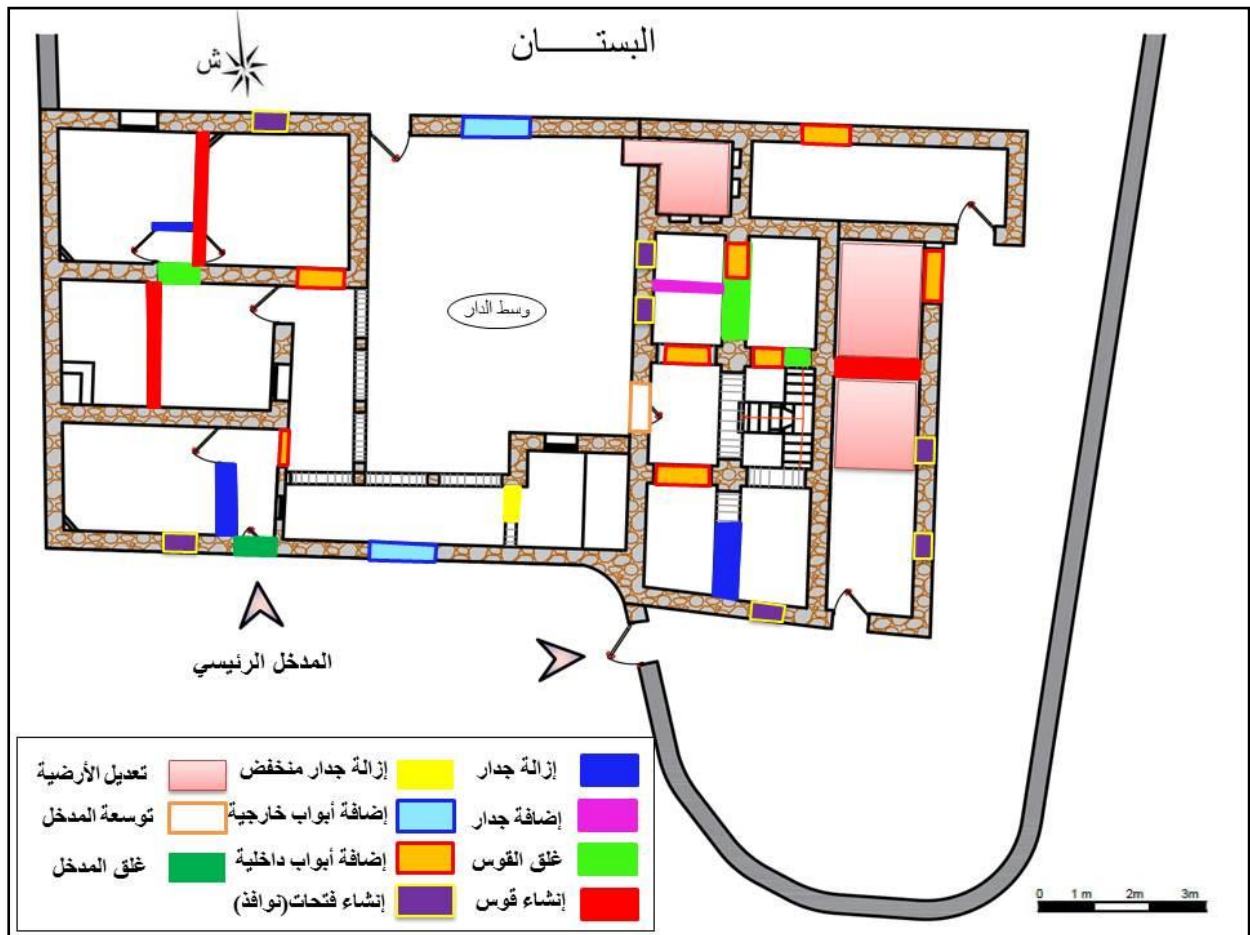 البستــــــان
ش
وسط الدار
المدخل الرئيسي
إزالة جدار
إزالة جدار منخفض
تعديل الأرضية
إضافة جدار
إضافة أبواب خارجية
توسعة المدخل
غلق القوس
إضافة أبواب داخلية
غلق المدخل
إنشاء قوس
إنشاء فتحات(نوافذ)
0 1 m 2m 3m